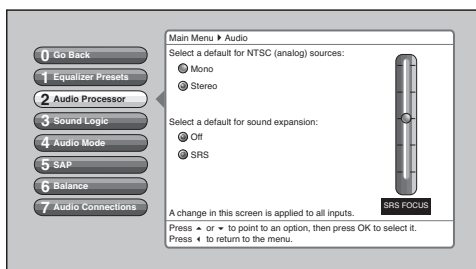 0 Go Back
1 Equalizer Presets
2 Audio Processor
3 Sound Logic
4 Audio Mode
5 SAP
6 Balance
7 Audio Connections
Main Menu ▶ Audio
Select a default for NTSC (analog) sources:
Mono
Stereo
Select a default for sound expansion:
Off
SRS
SRS FOCUS
A change in this screen is applied to all inputs.
Press ▲ or ▼ to point to an option, then press OK to select it.
Press ◀ to return to the menu.